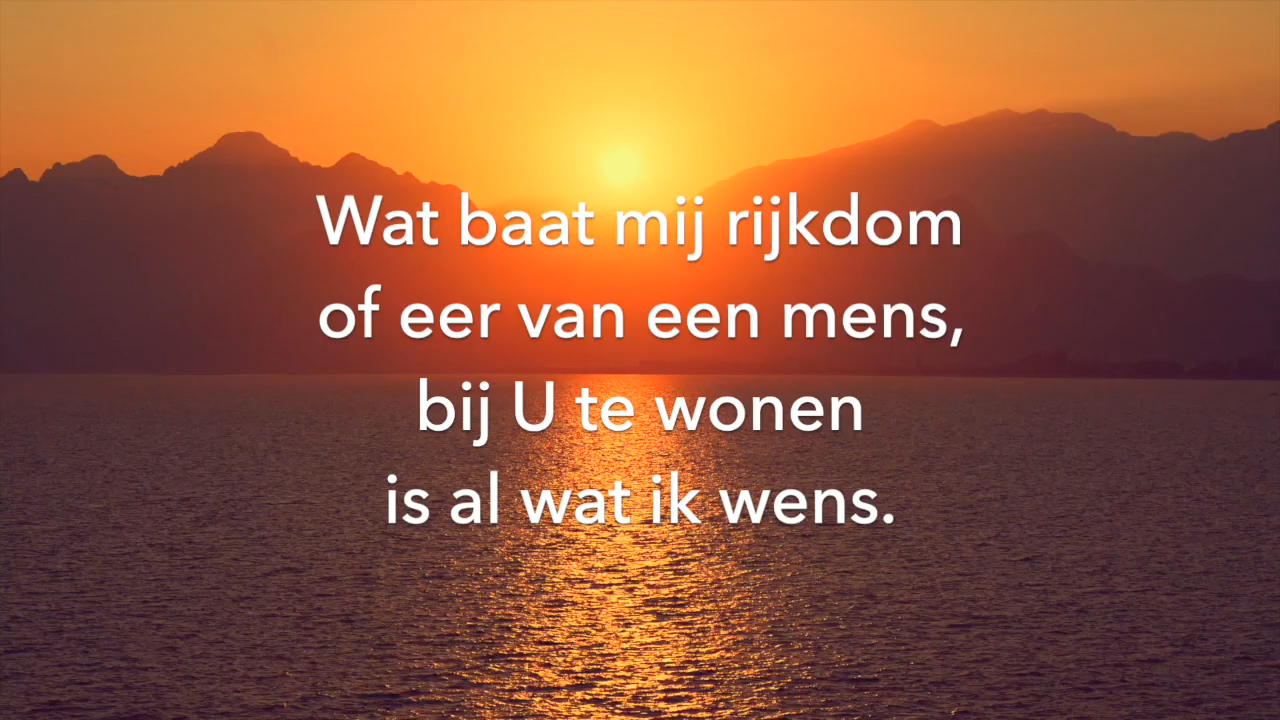 Wat baat mij rijkdom
of eer van een mens,
bij U te wonen
is al wat ik wens.